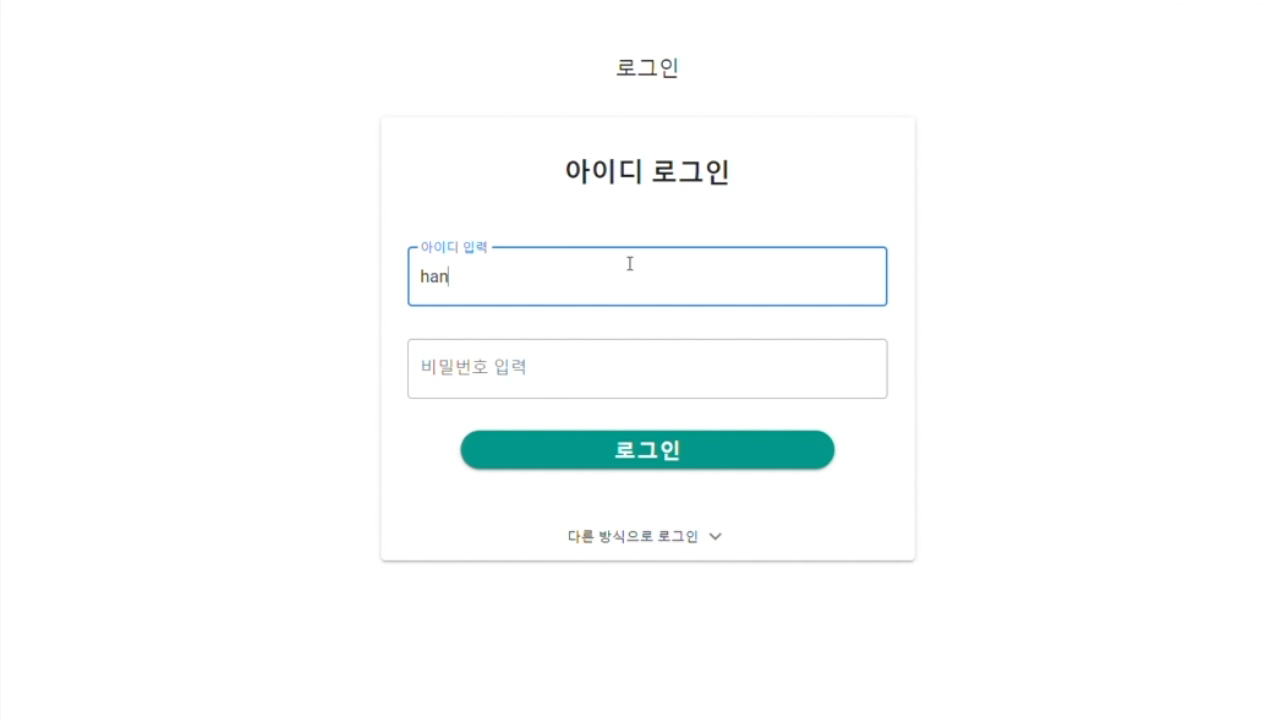 로그인
아이디 로그인
아이디 입력
han
비밀번호 입력
로그인
다른 방식으로 로그인